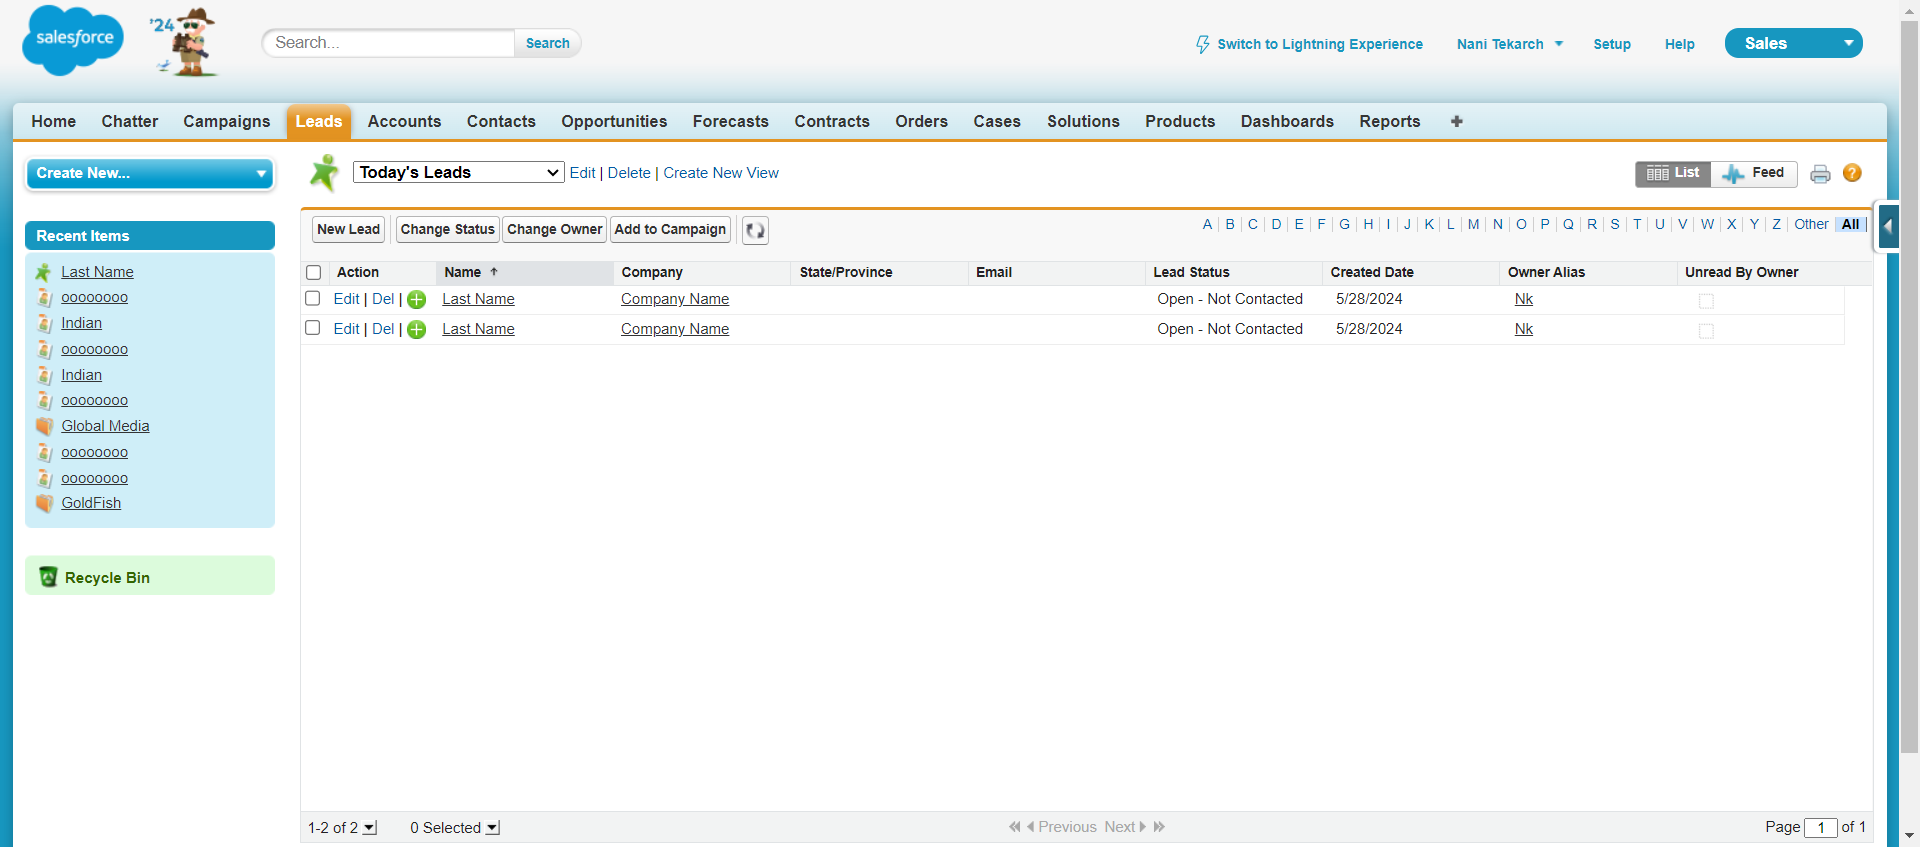 salesforce
'24
Search...
Search
Switch to Lightning Experience
Nani Tekarch
Setup
Help
Sales
Home Chatter Campaigns Leads Accounts Contacts Opportunities Forecasts Contracts Orders Cases Solutions Products Dashboards Reports
Create New...
Recent Items
Last Name
oooooooo
Indian
oooooooo
Indian
oooooooo
Global Media
oooooooo
oooooooo
GoldFish
Recycle Bin
Today's Leads
Edit | Delete | Create New View
List
Feed
New Lead
Change Status
Change Owner
Add to Campaign
A | B | C | D | E | F | G | H | I | J | K | L | M | N | O | P | Q | R | S | T | U | V | W | X | Y | Z | Other | All
Action Name Company State/Province Email Lead Status Created Date Owner Alias Unread By Owner
Edit | Del | Last Name Company Name Open - Not Contacted 5/28/2024 Nk
Edit | Del | Last Name Company Name Open - Not Contacted 5/28/2024 Nk
1-2 of 2
0 Selected
Previous Next
Page 1 of 1